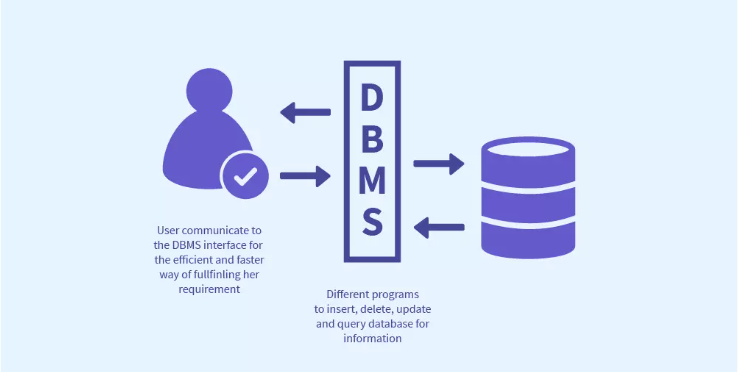 D
B
M
S
User communicate to
the DBMS interface for
the efficient and faster
way of fullfinling her
requirement
Different programs
to insert, delete, update
and query database for
information